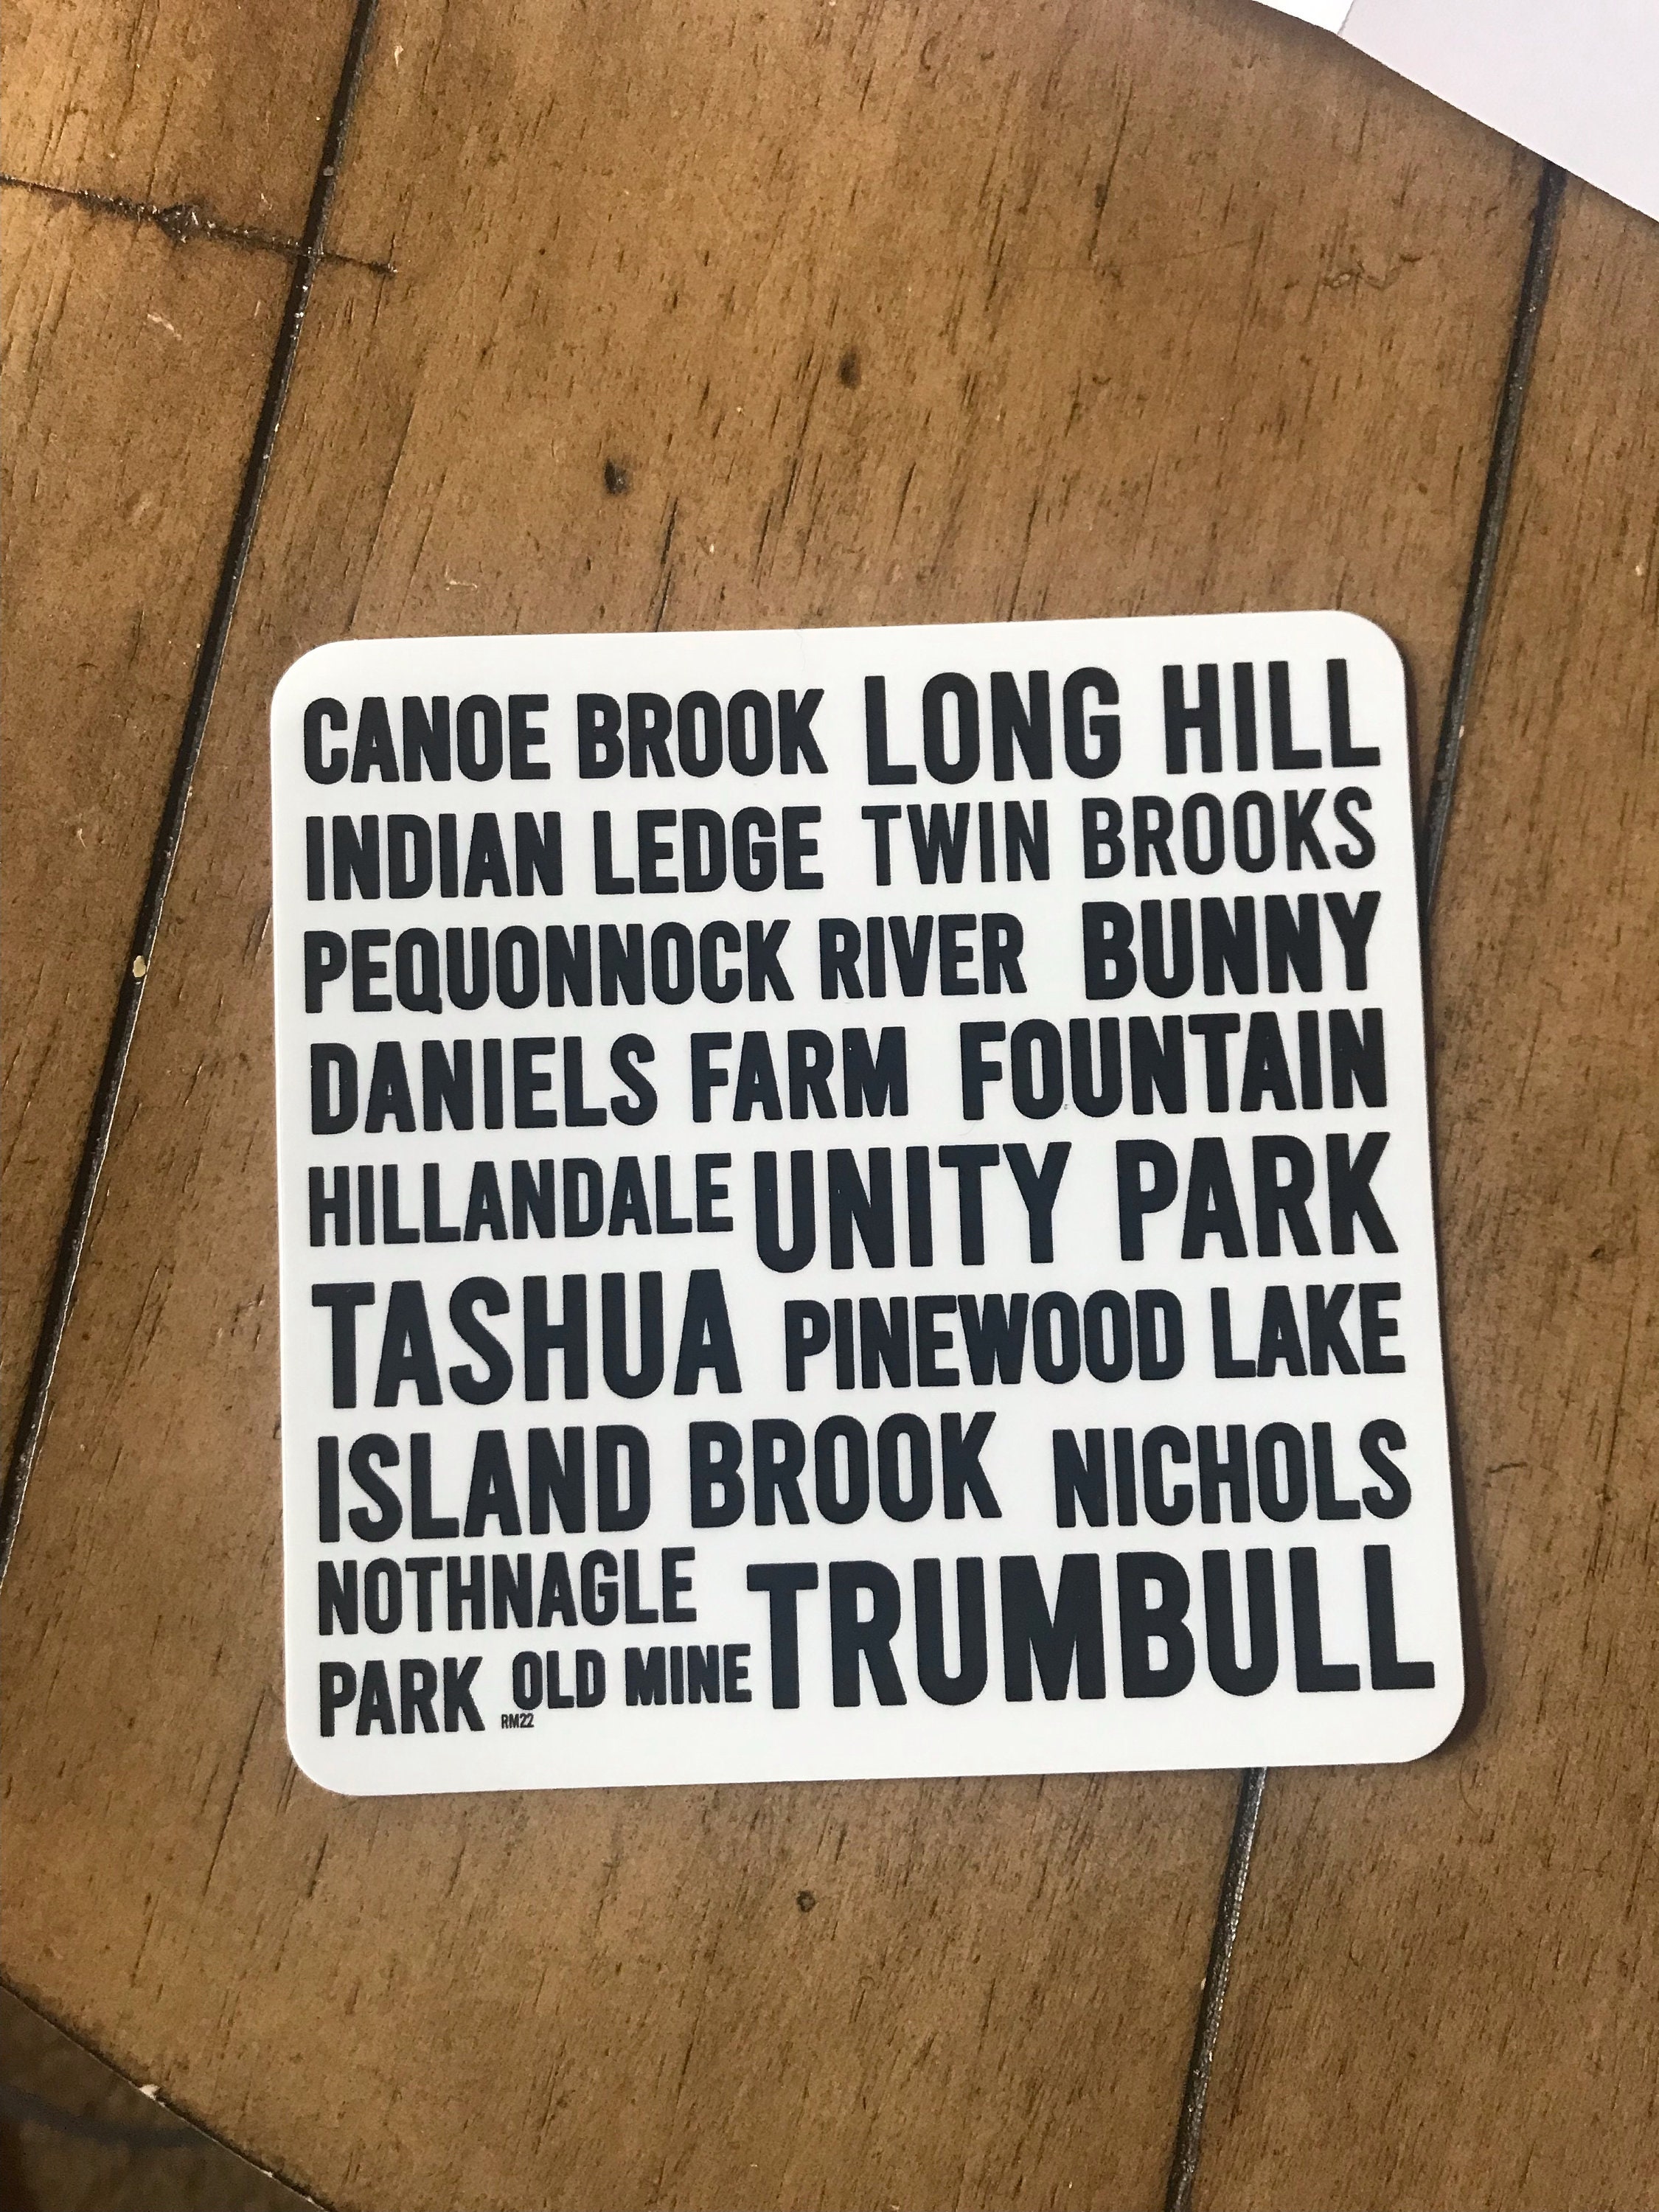 CANOE BROOK LONG HILL
INDIAN LEDGE TWIN BROOKS
PEQUONNOCK RIVER BUNNY
DANIELS FARM FOUNTAIN
HILLANDALE UNITY PARK
TASHUA PINEWOOD LAKE
ISLAND BROOK NICHOLS
NOTHNAGLE TRUMBULL
PARK OLD MINE
RM22